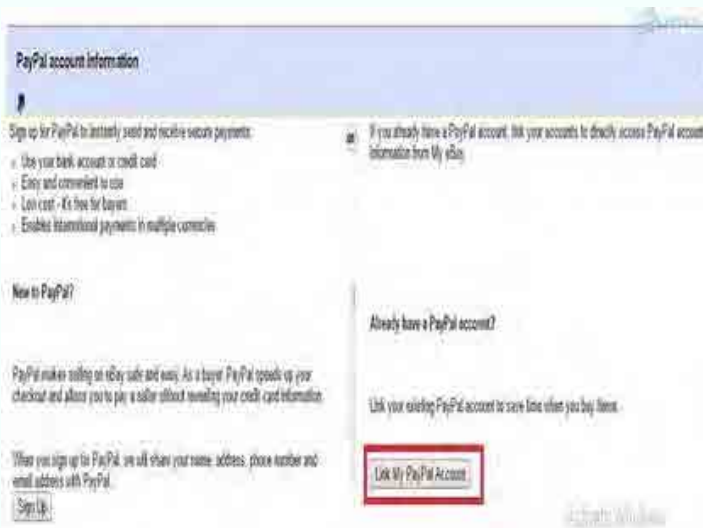 PayPal account information
Sign up for PayPal to instantly send and receive secure payments.
Use your bank account or credit card
Easy and convenient to use
Low cost - it's free for buyers
Enables international payments in multiple currencies
or
If you already have a PayPal account, link your accounts to directly access PayPal account
information from My eBay
New to PayPal?
PayPal makes selling on eBay safe and easy. As a buyer PayPal speeds up your
checkout and allows you to pay a seller without revealing your credit card information.
When you sign up for PayPal, we will share your name, address, phone number and
email address with PayPal.
Sign Up
Already have a PayPal account?
Link your existing PayPal account to save time when you buy items.
Link My PayPal Account
Activate Windows